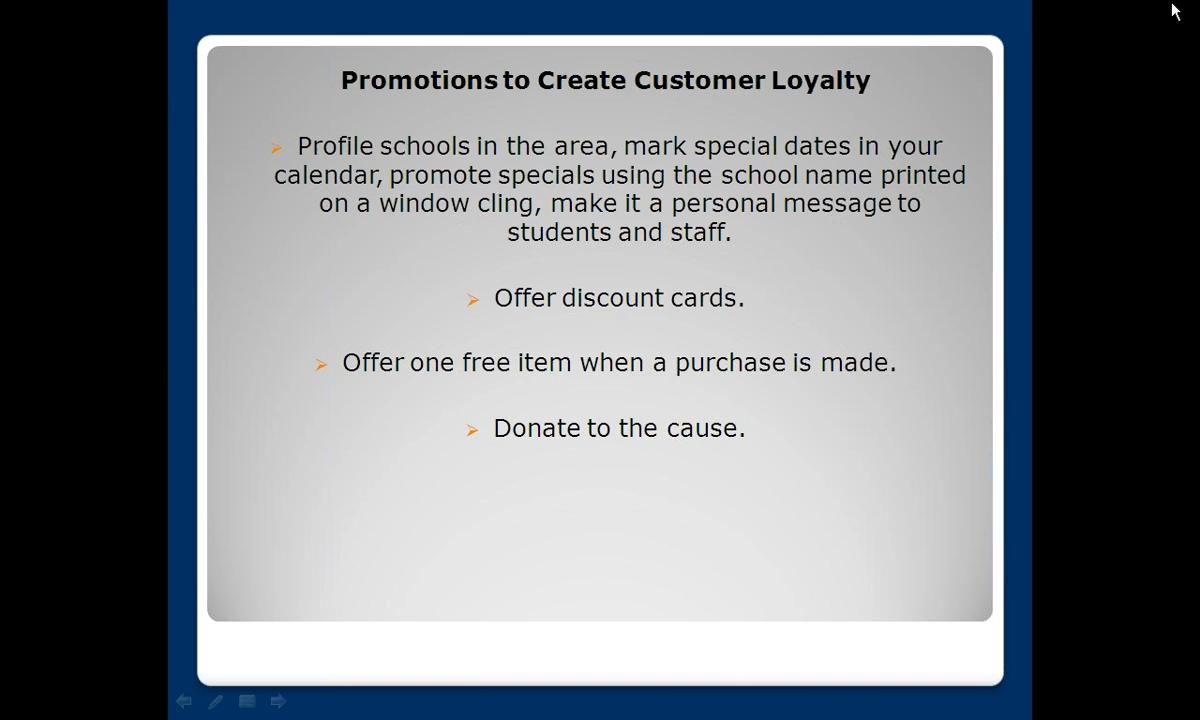 Promotions to Create Customer Loyalty
Profile schools in the area, mark special dates in your
calendar, promote specials using the school name printed
on a window cling, make it a personal message to
students and staff.
Offer discount cards.
Offer one free item when a purchase is made.
Donate to the cause.